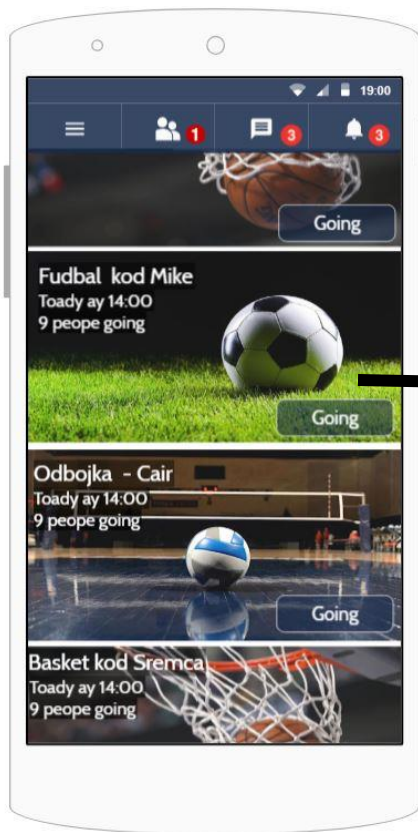 19:00
1
3
3
Going
Fudbal kod Mike
Toady ay 14:00
9 peope going
Going
Odbojka - Cair
Toady ay 14:00
9 peope going
Going
Basket kod Sremca
Toady ay 14:00
9 peope going